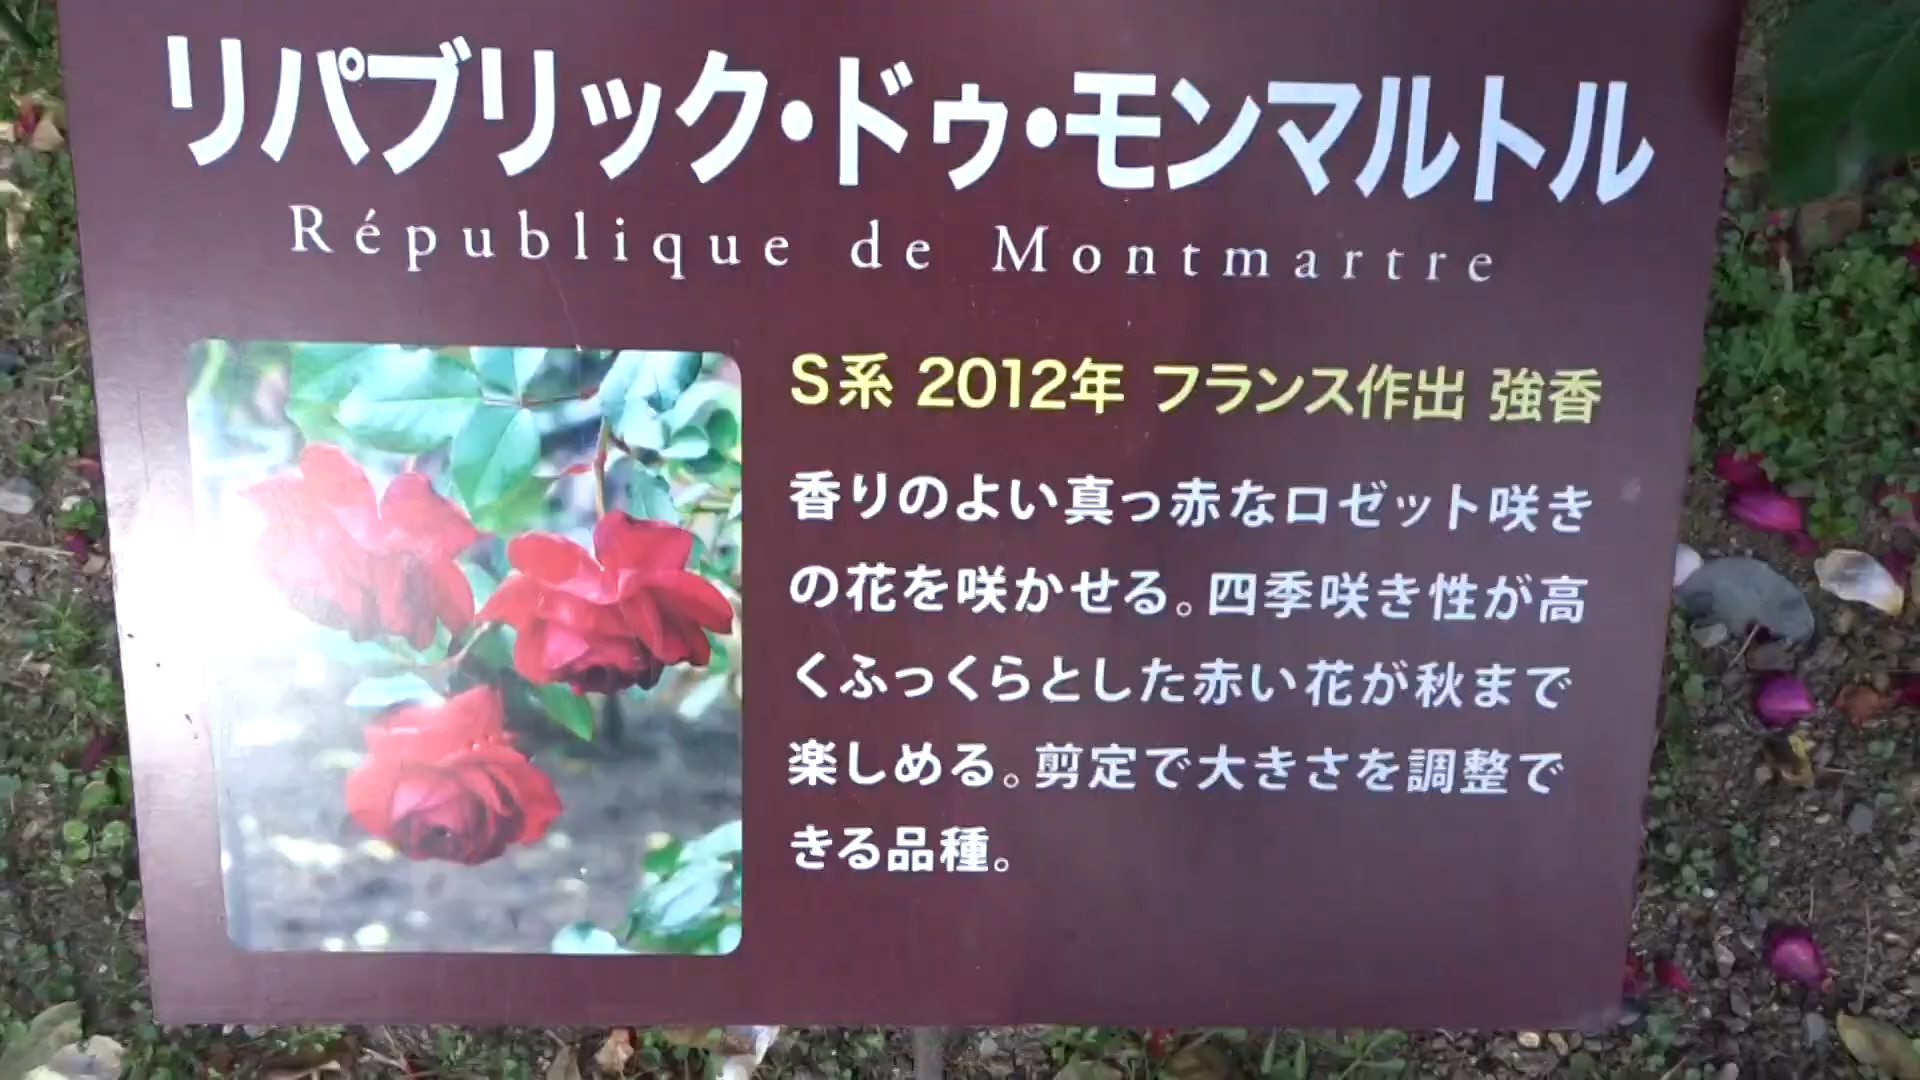 リパブリック・ドゥ・モンマルトル
République de Montmartre
S系 2012年 フランス作出 強香
香りのよい真っ赤なロゼット咲き
の花を咲かせる。四季咲き性が高
くふっくらとした赤い花が秋まで
楽しめる。剪定で大きさを調整で
きる品種。